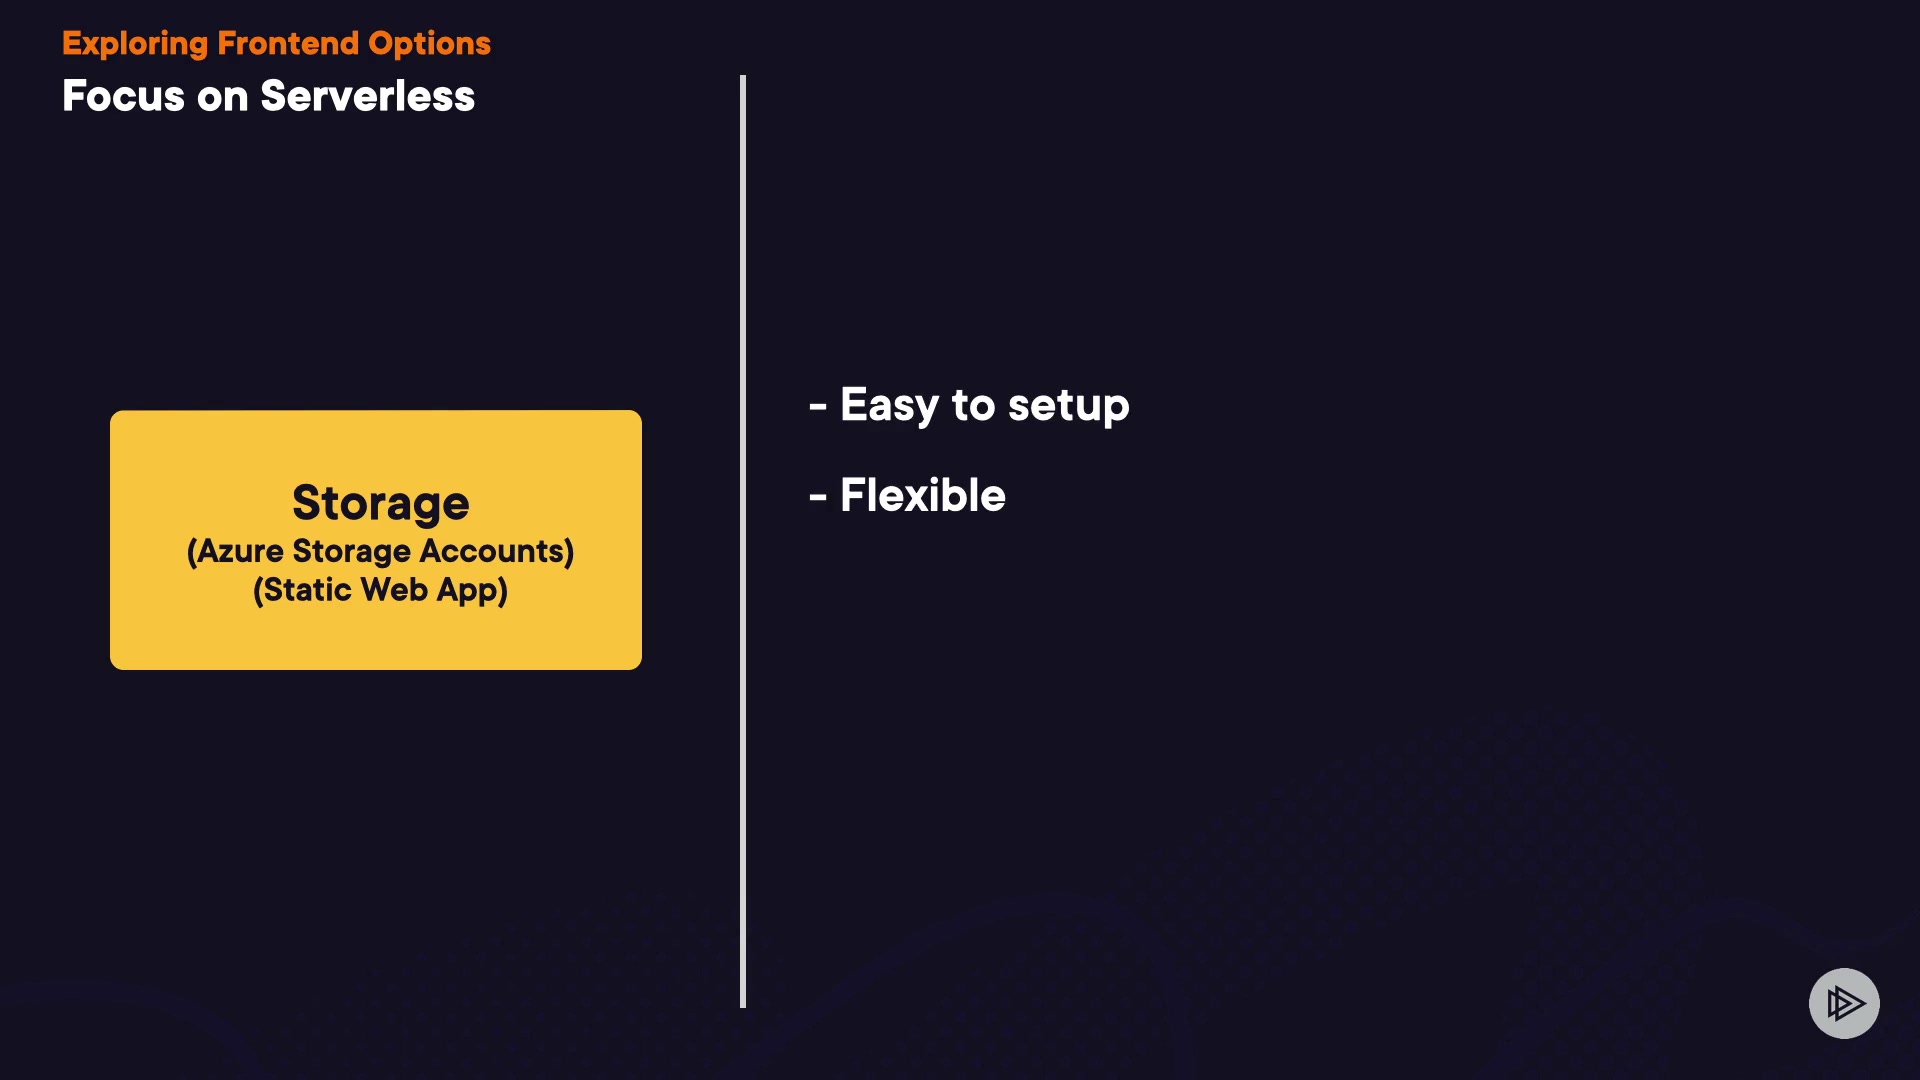 Exploring Frontend Options
Focus on Serverless
Storage
(Azure Storage Accounts)
(Static Web App)
- Easy to setup
- Flexible